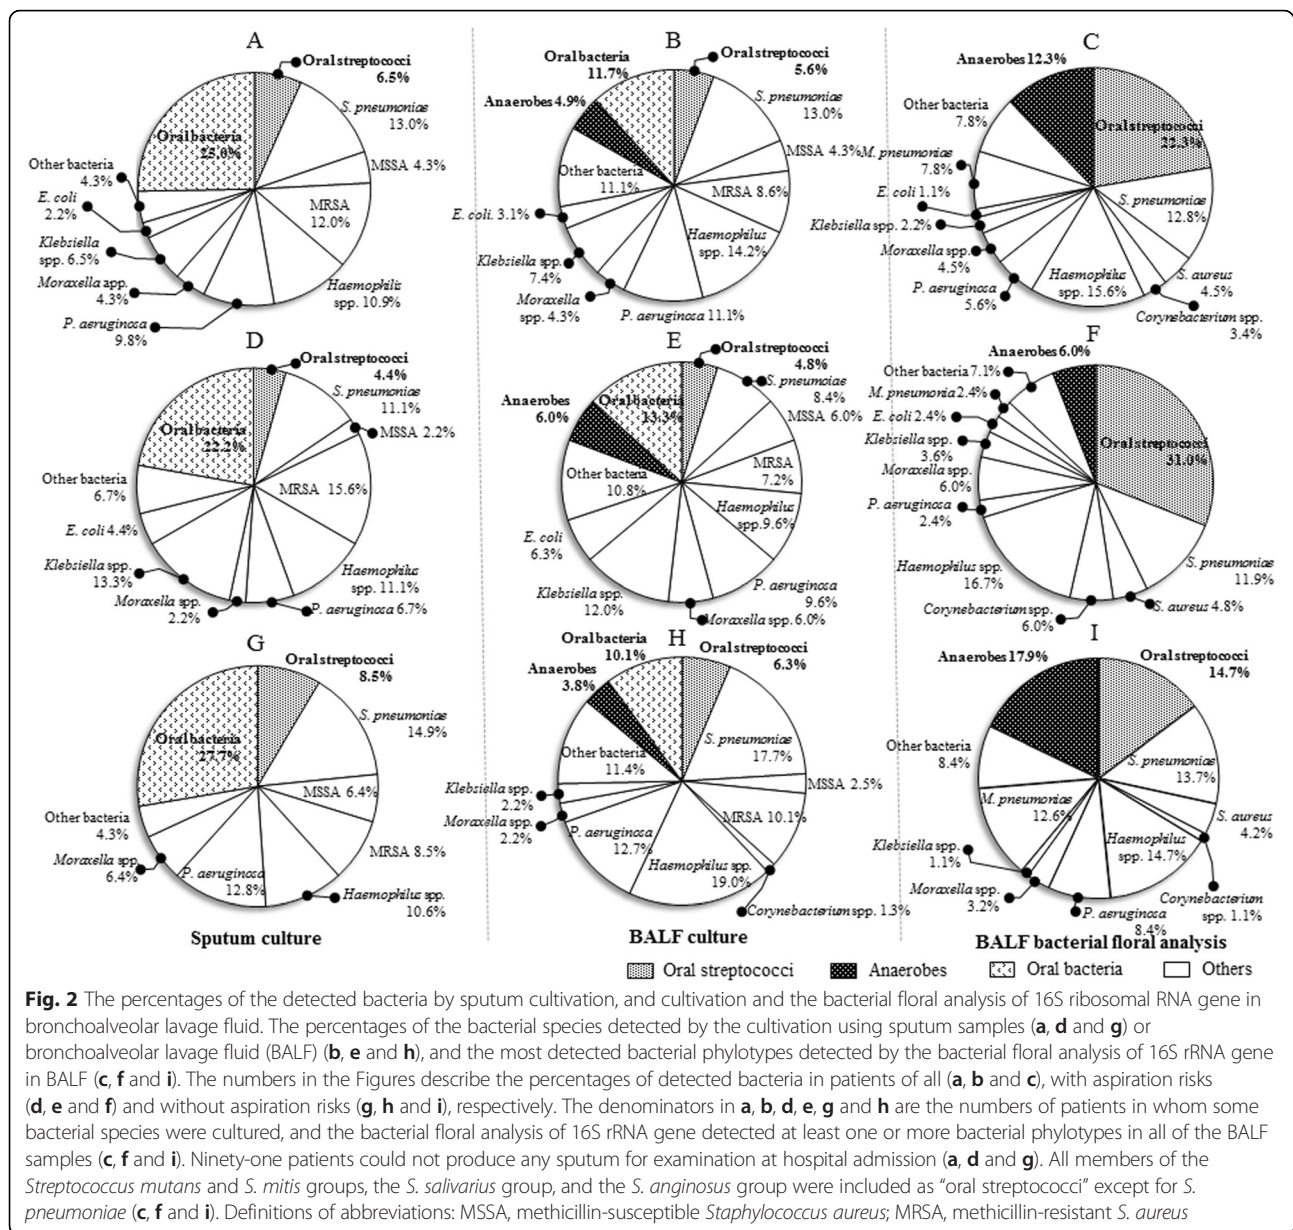 A
Oral streptococci
6.5%
S. pneumoniae
13.0%
MSSA 4.3%
MRSA
12.0%
Haemophilis
spp. 10.9%
P. aeruginosa
9.8%
Moraxella app.
4.3%
Klebsiella
spp. 6.5%
E. coli
2.2%
Other bacteria
4.3%
Oral bacteria
25.0%
B
Oral streptococci
5.6%
S. pneumoniae
13.0%
MSSA 4.3%
MRSA 8.6%
Haemophilus
spp. 14.2%
P. aeruginosa 11.1%
Moraxella
spp. 4.3%
Klebsiella spp.
7.4%
E. coli. 3.1%
Other bacteria
11.1%
Anaerobes 4.9%
Oral bacteria
11.7%
C
Anaerobes 12.3%
Oral streptococci
22.3%
S. pneumoniae
12.8%
S. aureus
4.5%
Corynebacterium spp.
3.4%
Haemophilus
spp. 15.6%
P. aeruginosa
5.6%
Moraxella spp.
4.5%
Klebsiella spp. 2.2%
E. coli 1.1%
M. pneumoniae
7.8%
Other bacteria
7.8%
D
Oral streptococci
4.4%
S. pneumoniae
11.1%
MSSA 2.2%
MRSA 15.6%
Haemophilus
spp. 11.1%
P. aeruginosa 6.7%
Moraxella spp.
2.2%
Klebsiella spp.
13.3%
E. coli 4.4%
Other bacteria
6.7%
Oral bacteria
22.2%
E
Oral streptococci
4.8%
S. pneumoiae
8.4%
MSSA 6.0%
MRSA
7.2%
Haemophilus
spp. 9.6%
P. aeruginosa
9.6%
Moraxella spp. 6.0%
Klebsiella spp.
12.0%
E. coli
6.3%
Other bacteria
10.8%
Anaerobes
6.0%
Oral bacteria
13.3%
F
Anaerobes 6.0%
Oral streptococci
31.0%
S. pneumoniae
11.9%
S. aureus 4.8%
Corynebacterium spp.
6.0%
Haemophilus spp.
16.7%
P. aeruginosa
2.4%
Moraxella spp.
6.0%
Klebsiella spp.
3.6%
E. coli 2.4%
M. pneumonia 2.4%
Other bacteria 7.1%
G
Oral streptococci
8.5%
S. pneumoniae
14.9%
MSSA 6.4%
MRSA 8.5%
Haemophilus spp.
10.6%
P. aeruginosa
12.8%
Moraxella spp.
6.4%
Other bacteria
4.3%
Oral bacteria
27.7%
Sputum culture
H
Oral streptococci
6.3%
S. pneumoniae
17.7%
MSSA 2.5%
MRSA 10.1%
Corynebacterium spp. 1.3%
Haemophilus spp.
19.0%
P. aeruginosa
12.7%
Moraxella spp.
2.2%
Klebsiella spp.
2.2%
Other bacteria
11.4%
Anaerobes
3.8%
Oral bacteria
10.1%
BALF culture
I
Anaerobes 17.9%
Oral streptococci
14.7%
S. pneumoniae
13.7%
S. aureus
4.2%
Corynebacterium
spp. 1.1%
Haemophilus
spp. 14.7%
P. aeruginosa
8.4%
Moraxella spp.
3.2%
Klebsiella spp.
1.1%
M. pneumoniae
12.6%
Other bacteria
8.4%
BALF bacterial floral analysis
Oral streptococci Anaerobes Oral bacteria Others
Fig. 2 The percentages of the detected bacteria by sputum cultivation, and cultivation and the bacterial floral analysis of 16S ribosomal RNA gene in
bronchoalveolar lavage fluid. The percentages of the bacterial species detected by the cultivation using sputum samples (a, d and g) or
bronchoalveolar lavage fluid (BALF) (b, e and h), and the most detected bacterial phylotypes detected by the bacterial floral analysis of 16S rRNA gene
in BALF (c, f and i). The numbers in the Figures describe the percentages of detected bacteria in patients of all (a, b and c), with aspiration risks
(d, e and f) and without aspiration risks (g, h and i), respectively. The denominators in a, b, d, e, g and h are the numbers of patients in whom some
bacterial species were cultured, and the bacterial floral analysis of 16S rRNA gene detected at least one or more bacterial phylotypes in all of the BALF
samples (c, f and i). Ninety-one patients could not produce any sputum for examination at hospital admission (a, d and g). All members of the
Streptococcus mutans and S. mitis groups, the S. salivarius group, and the S. anginosus group were included as "oral streptococci" except for S.
pneumoniae (c, f and i). Definitions of abbreviations: MSSA, methicillin-susceptible Staphylococcus aureus; MRSA, methicillin-resistant S. aureus